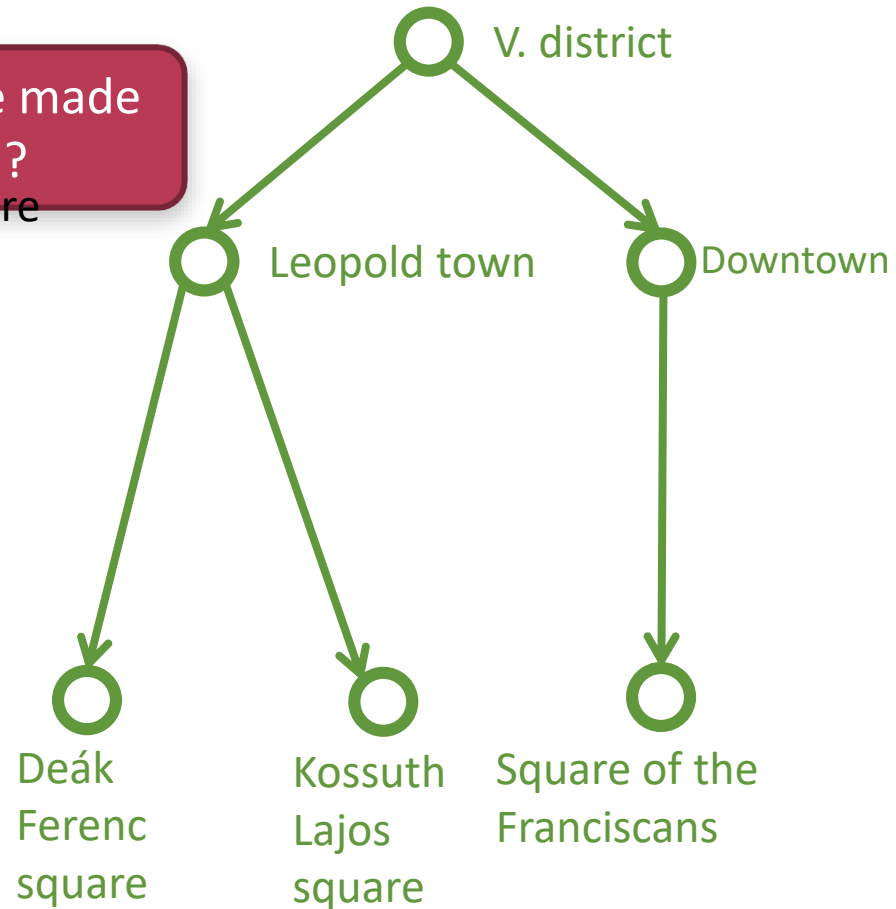 V. district
e made
?
re
Leopold town
Downtown
Deák
Ferenc
square
Kossuth
Lajos
square
Square of the
Franciscans